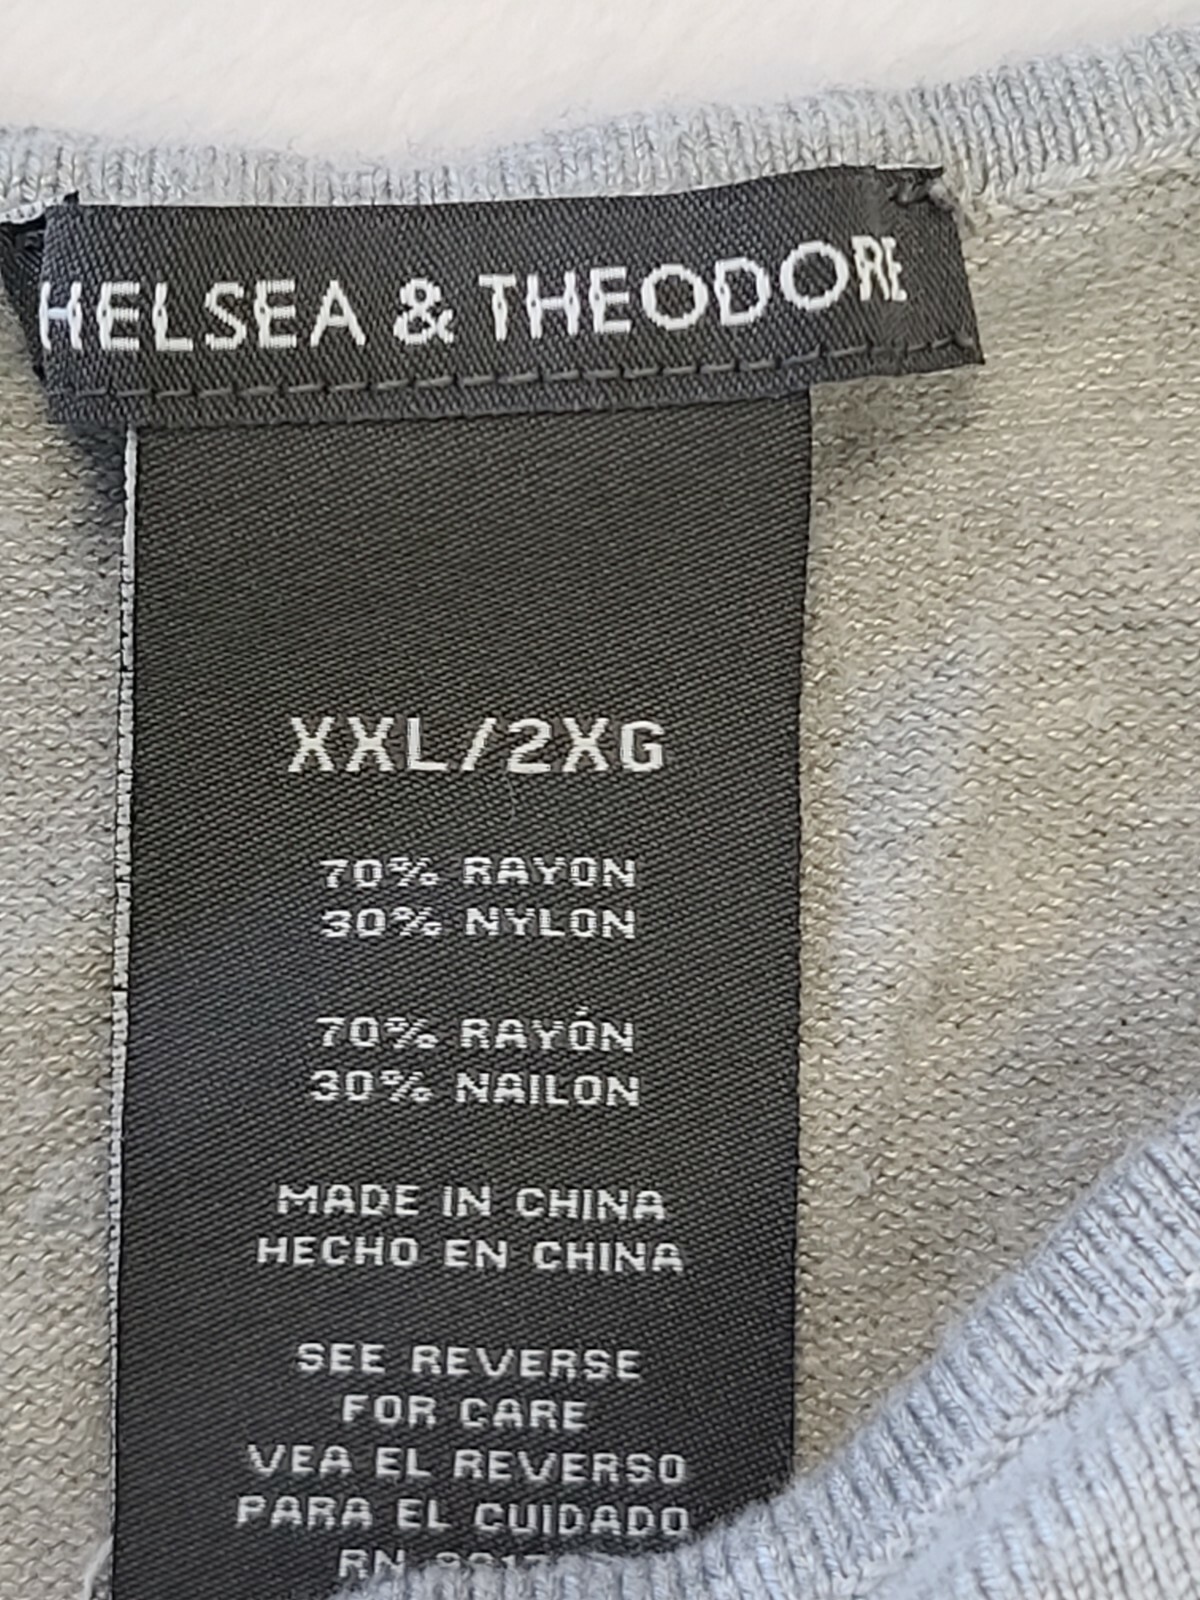 HELSEA & THEODORE
XXL/2XG
70% RAYON
30% NYLON
70% RAYÓN
30% NAILON
MADE IN CHINA
HECHO EN CHINA
SEE REVERSE
FOR CARE
VEA EL REVERSO
PARA EL CUIDADO
RN